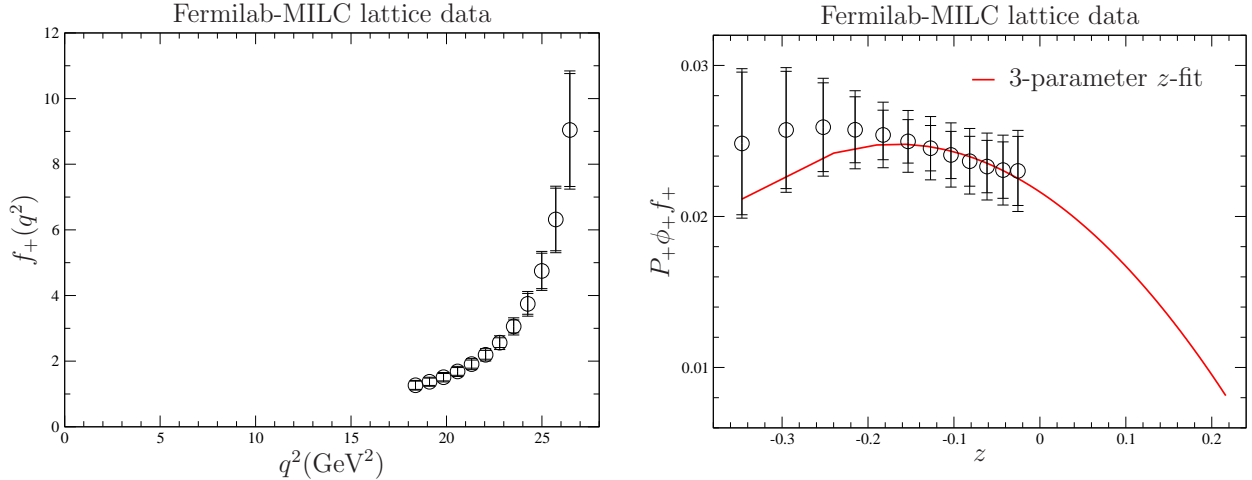 Fermilab-MILC lattice data
12
10
8
6
4
2
0
f₊(q²)
0 5 10 15 20 25
q²(GeV²)
Fermilab-MILC lattice data
3-parameter z-fit
0.03
0.02
0.01
P₊ϕ₊f₊
-0.3 -0.2 -0.1 0 0.1 0.2
z